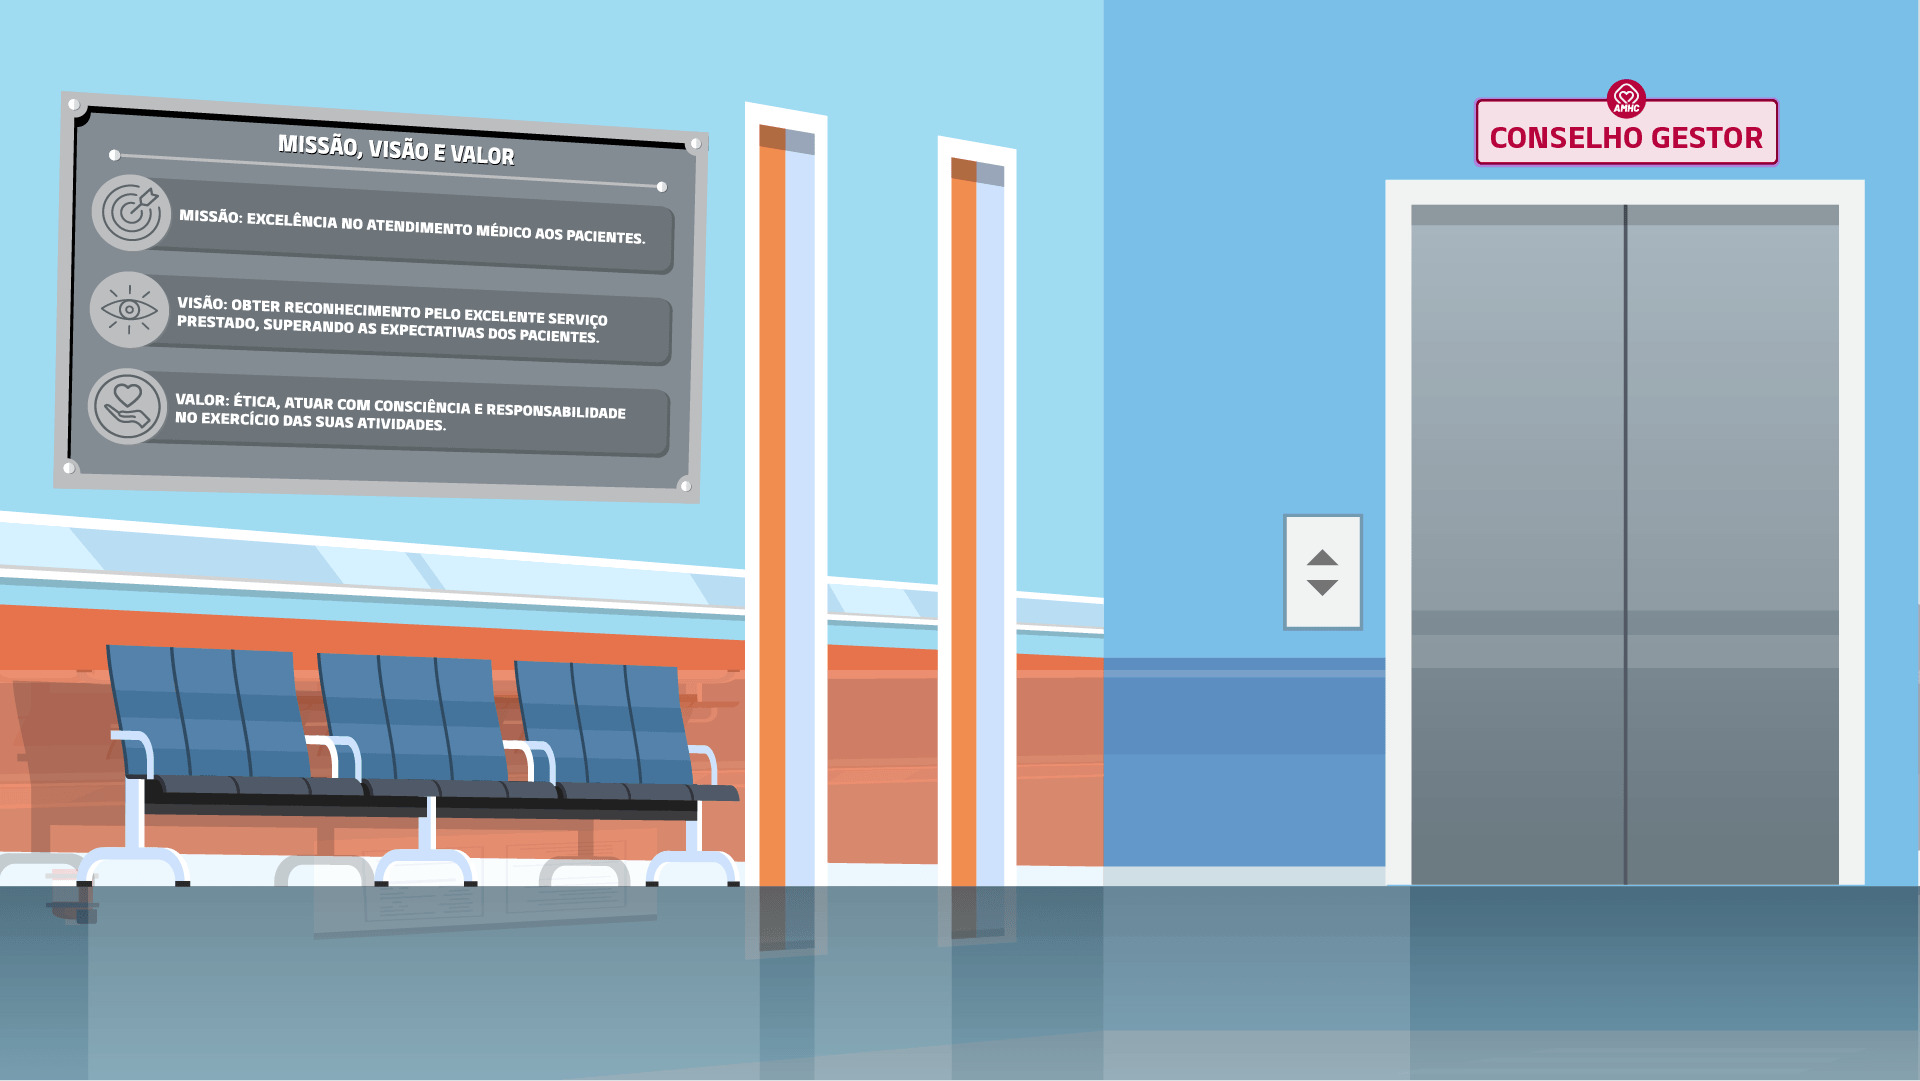 MISSÃO, VISÃO E VALOR
MISSÃO: EXCELÊNCIA NO ATENDIMENTO MÉDICO AOS PACIENTES.
VISÃO: OBTER RECONHECIMENTO PELO EXCELENTE SERVIÇO
PRESTADO, SUPERANDO AS EXPECTATIVAS DOS PACIENTES.
VALOR: ÉTICA, ATUAR COM CONSCIÊNCIA E RESPONSABILIDADE
NO EXERCÍCIO DAS SUAS ATIVIDADES.
AMHC
CONSELHO GESTOR